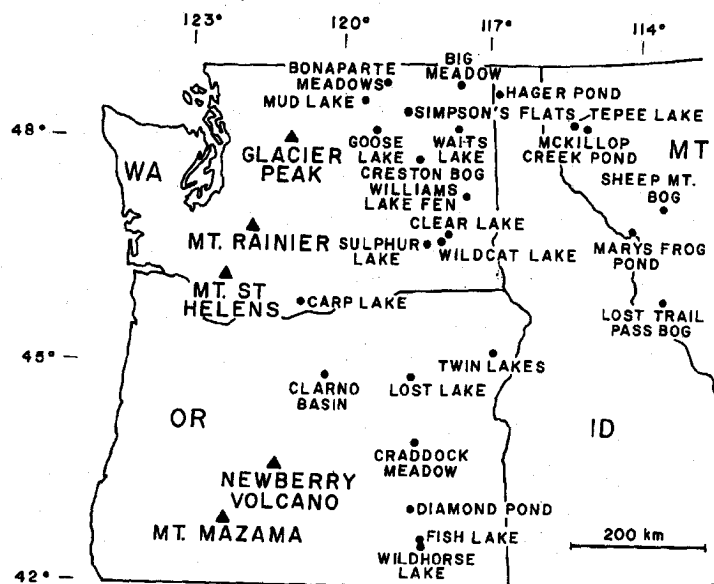 123°
120°
117°
114°
BIG
MEADOW
BONAPARTE
MEADOWS
MUD LAKE
HAGER POND
SIMPSON'S FLATS
TEPEE LAKE
48°
GLACIER
PEAK
GOOSE
LAKE
WAITS
LAKE
MCKILLOP
CREEK POND
MT
WA
CRESTON BOG
WILLIAMS
LAKE FEN
SHEEP MT.
BOG
CLEAR LAKE
MT. RAINIER
SULPHUR
LAKE
WILDCAT LAKE
MARYS FROG
POND
MT. ST
HELENS
CARP LAKE
LOST TRAIL
PASS BOG
45°
TWIN LAKES
CLARNO
BASIN
LOST LAKE
OR
ID
CRADDOCK
MEADOW
NEWBERRY
VOLCANO
DIAMOND POND
MT. MAZAMA
FISH LAKE
200 km
WILDHORSE
LAKE
42°